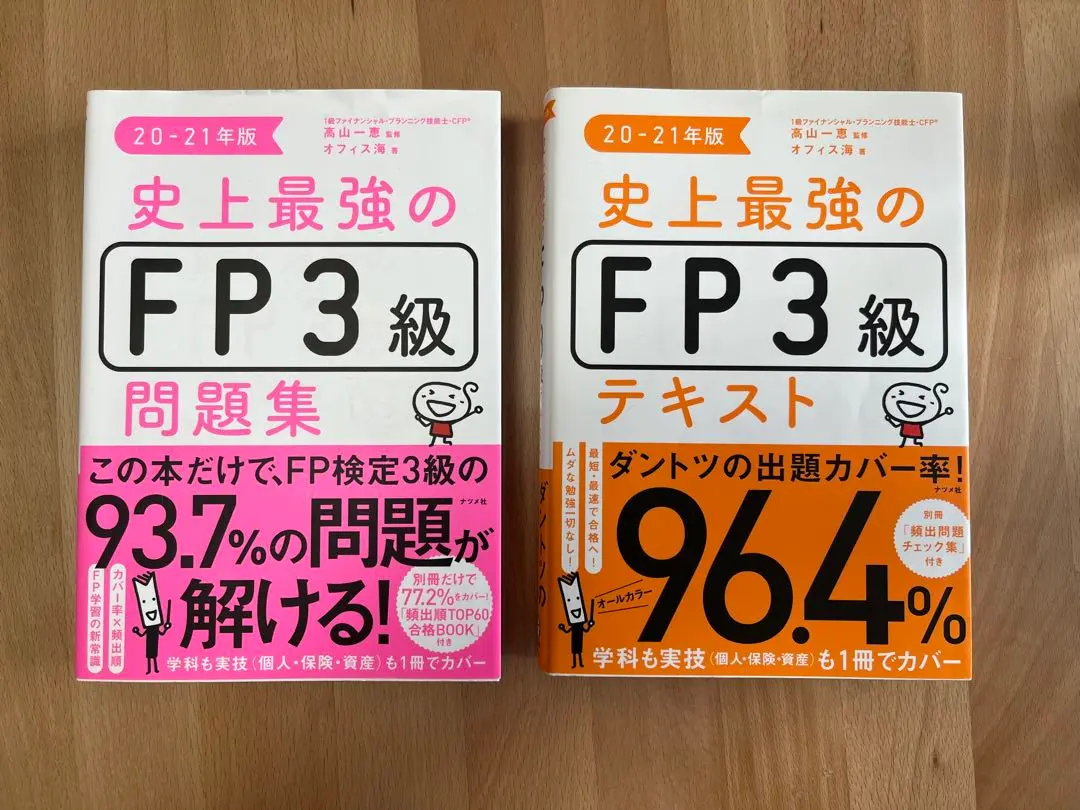 20-21年版
1級ファイナンシャル・プランニング技能士・CFP®
高山一恵 監修
オフィス海 著
史上最強の
FP3級
問題集
この本だけで、FP検定3級の
ナツメ社
93.7%の問題が
解ける!
カバー率×頻出順
FP学習の新常識
別冊だけで
77.2%をカバー!
「頻出順TOP60
合格BOOK」
付き
学科も実技(個人・保険・資産)も1冊でカバー
20-21年版
1級ファイナンシャル・プランニング技能士・CFP®
高山一恵 監修
オフィス海 著
史上最強の
FP3級
テキスト
最短・最速で合格へ!
ムダな勉強一切なし!
ダントツの出題カバー率!
ナツメ社
96.4%
別冊
「頻出問題
チェック集」
付き
オールカラー
学科も実技(個人・保険・資産)も1冊でカバー
ダントツの